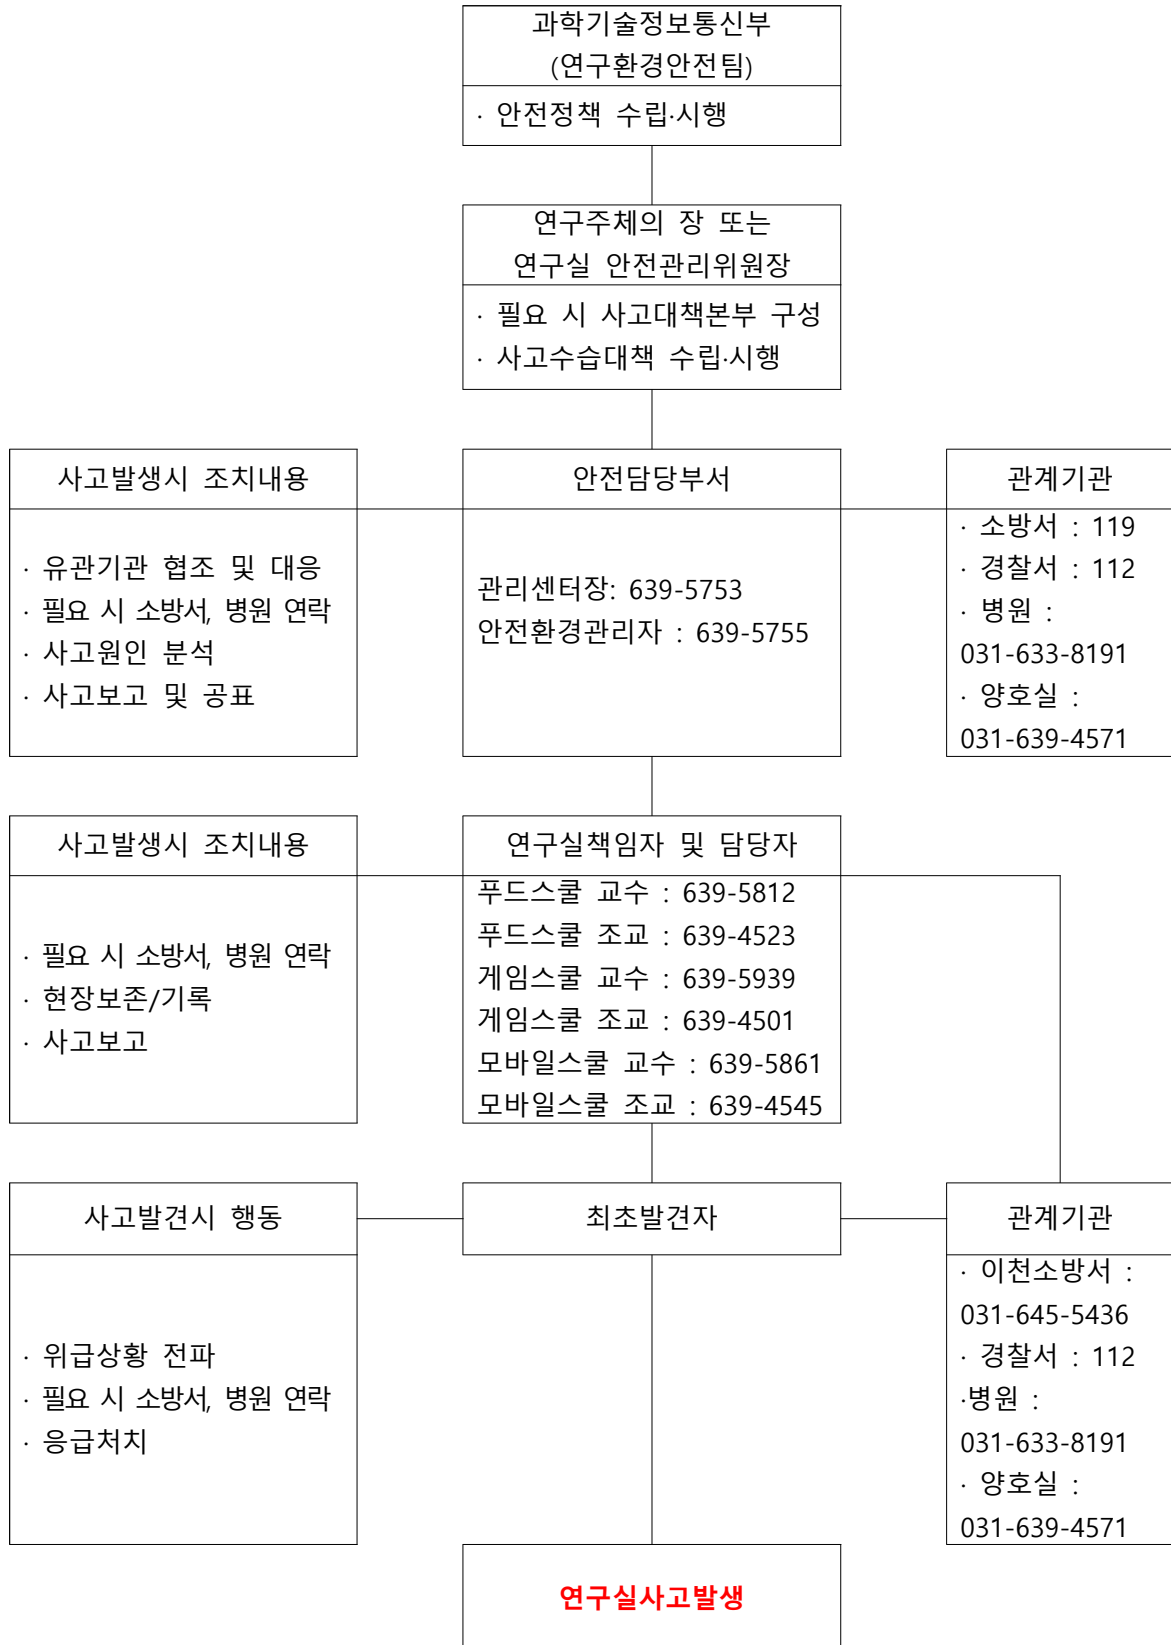 과학기술정보통신부
(연구환경안전팀)
· 안전정책 수립·시행
연구주체의 장 또는
연구실 안전관리위원장
· 필요 시 사고대책본부 구성
· 사고수습대책 수립·시행
사고발생시 조치내용
· 유관기관 협조 및 대응
· 필요 시 소방서, 병원 연락
· 사고원인 분석
· 사고보고 및 공표
안전담당부서
관리센터장: 639-5753
안전환경관리자 : 639-5755
관계기관
· 소방서 : 119
· 경찰서 : 112
· 병원 :
031-633-8191
· 양호실 :
031-639-4571
사고발생시 조치내용
· 필요 시 소방서, 병원 연락
· 현장보존/기록
· 사고보고
연구실책임자 및 담당자
푸드스쿨 교수 : 639-5812
푸드스쿨 조교 : 639-4523
게임스쿨 교수 : 639-5939
게임스쿨 조교 : 639-4501
모바일스쿨 교수 : 639-5861
모바일스쿨 조교 : 639-4545
사고발견시 행동
· 위급상황 전파
· 필요 시 소방서, 병원 연락
· 응급처치
최초발견자
관계기관
· 이천소방서 :
031-645-5436
· 경찰서 : 112
·병원 :
031-633-8191
· 양호실 :
031-639-4571
연구실사고발생